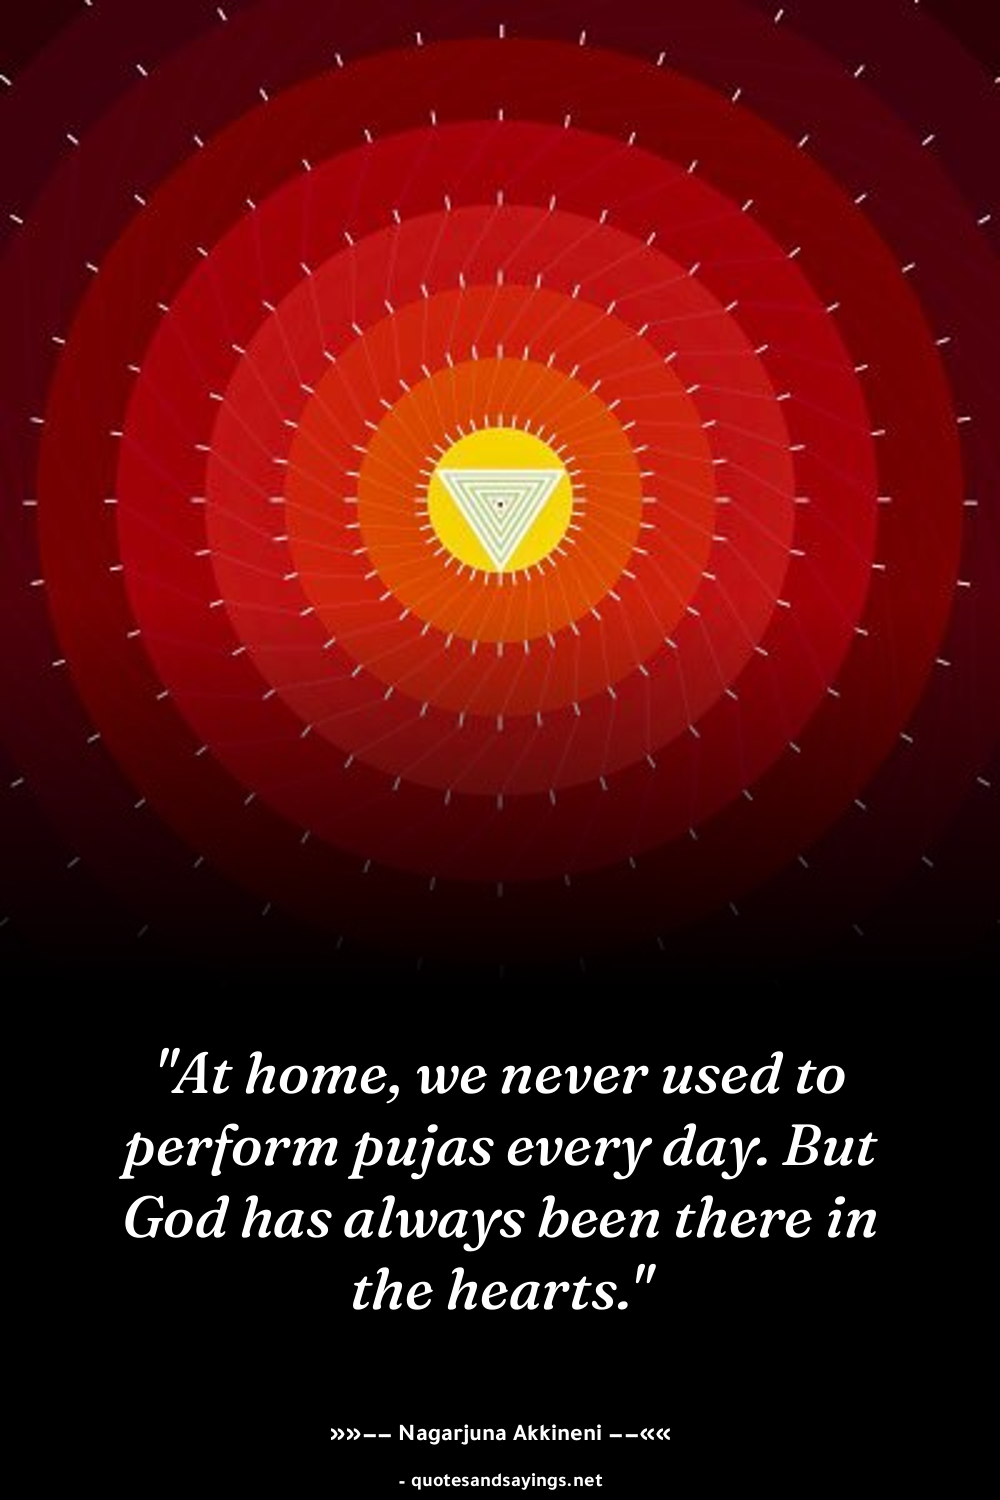 "At home, we never used to
perform pujas every day. But
God has always been there in
the hearts."
»»−− Nagarjuna Akkineni −−««
- quotesandsayings.net